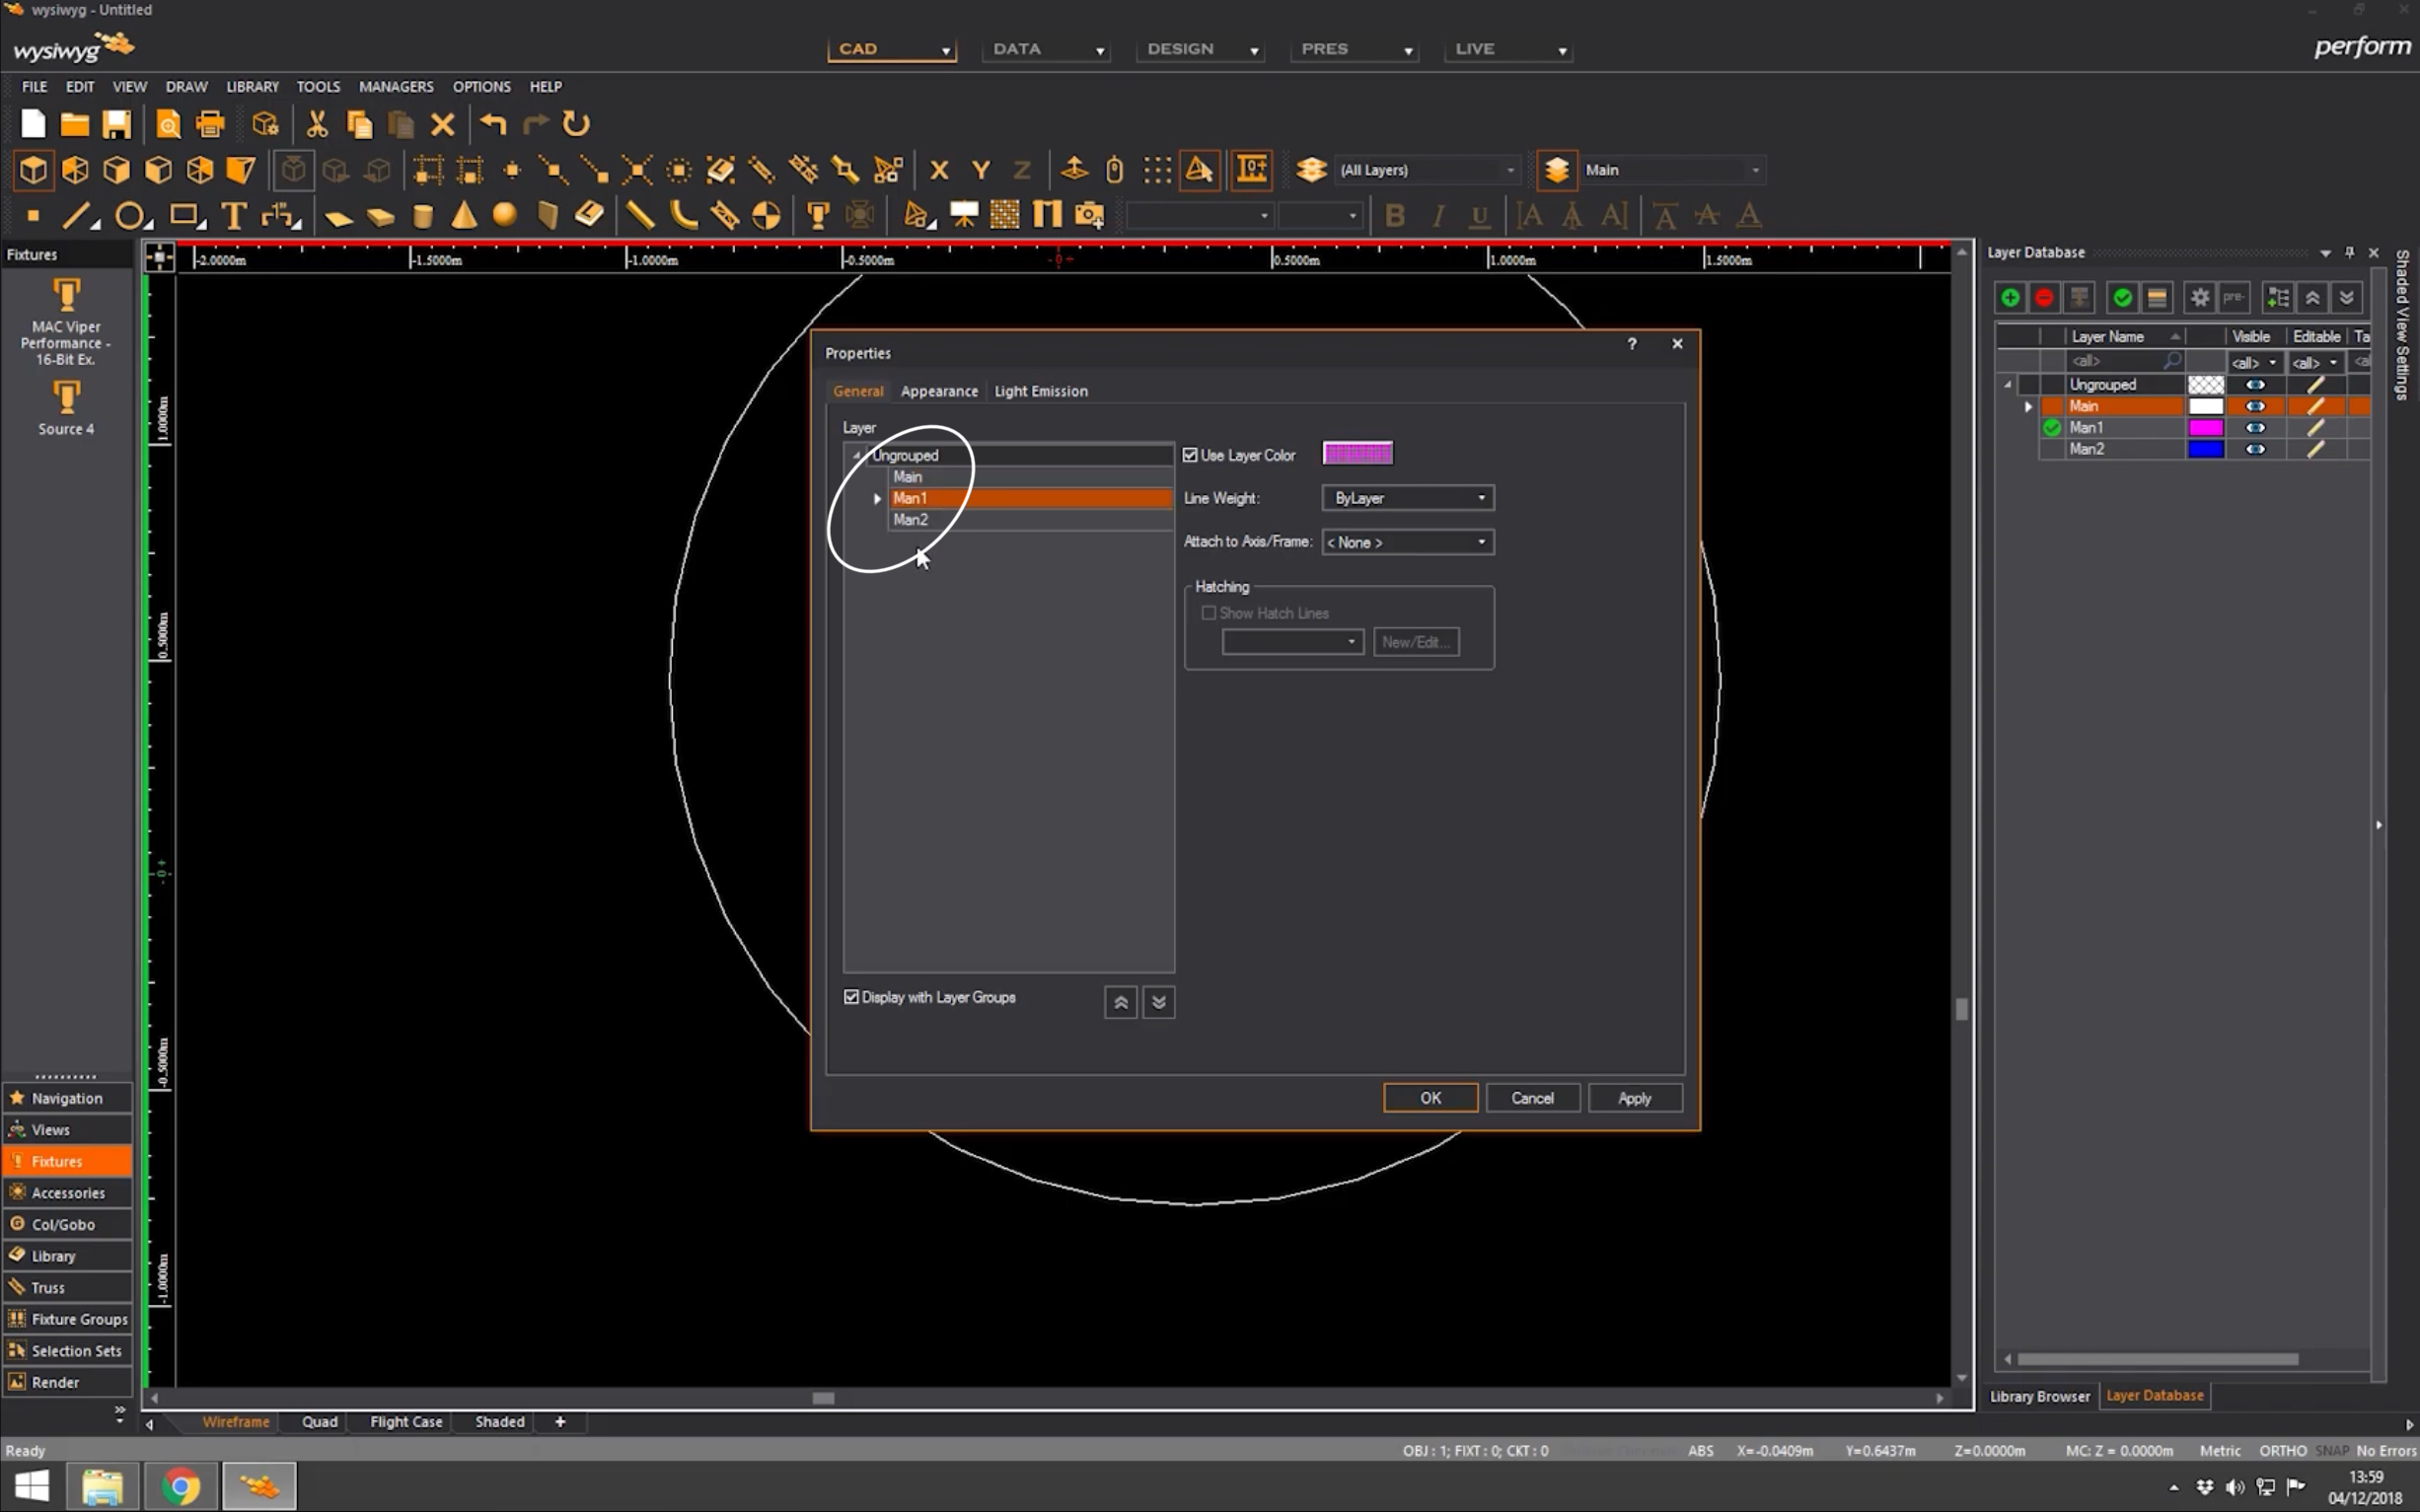 wysiwyg - Untitled
wysiwyg
CAD DATA DESIGN PRES LIVE
perform
FILE EDIT VIEW DRAW LIBRARY TOOLS MANAGERS OPTIONS HELP
X Y Z (All Layers) Main
T B I U A A A A A A
Fixtures
MAC Viper
Performance -
16-Bit Ex.
Source 4
-2.0000m -1.5000m -1.0000m -0.5000m -0+ 0.5000m 1.0000m 1.5000m
1.0000m
0.5000m
-0+
-0.5000m
-1.0000m
Properties ?
General Appearance Light Emission
Layer
Ungrouped
Main
Man1
Man2
Use Layer Color
Line Weight: ByLayer
Attach to Axis/Frame: < None >
Hatching
Show Hatch Lines
New/Edit...
Display with Layer Groups
OK Cancel Apply
Layer Database
pre-
Layer Name Visible Editable Ta
<all> <all> <all> <al
Ungrouped
Main
Man1
Man2
Shaded View Settings
Library Browser Layer Database
Navigation
Views
Fixtures
Accessories
Col/Gobo
Library
Truss
Fixture Groups
Selection Sets
Render
Wireframe Quad Flight Case Shaded +
Ready OBJ : 1; FIXT : 0; CKT : 0 ABS X=-0.0409m Y=0.6437m Z=0.0000m MC: Z = 0.0000m Metric ORTHO SNAP No Errors
13:59
04/12/2018